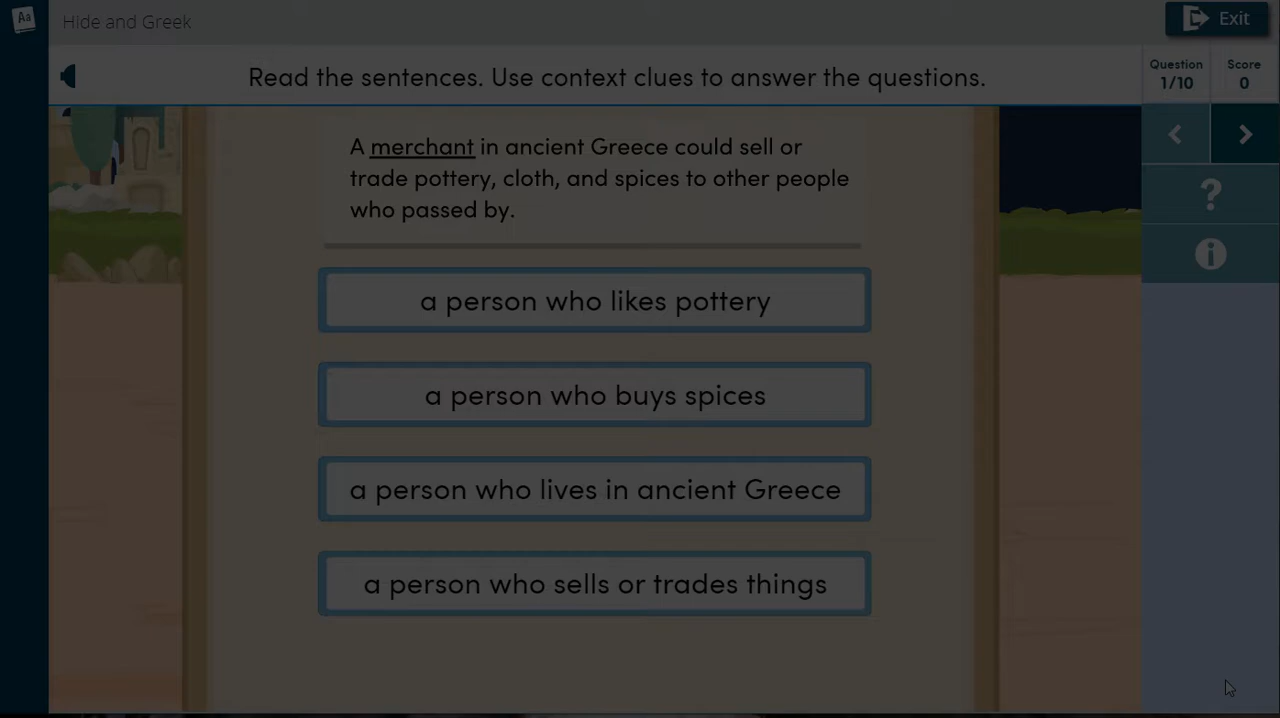 Aa
Hide and Greek
Exit
Read the sentences. Use context clues to answer the questions.
Question
1/10
Score
0
A merchant in ancient Greece could sell or
trade pottery, cloth, and spices to other people
who passed by.
a person who likes pottery
a person who buys spices
a person who lives in ancient Greece
a person who sells or trades things